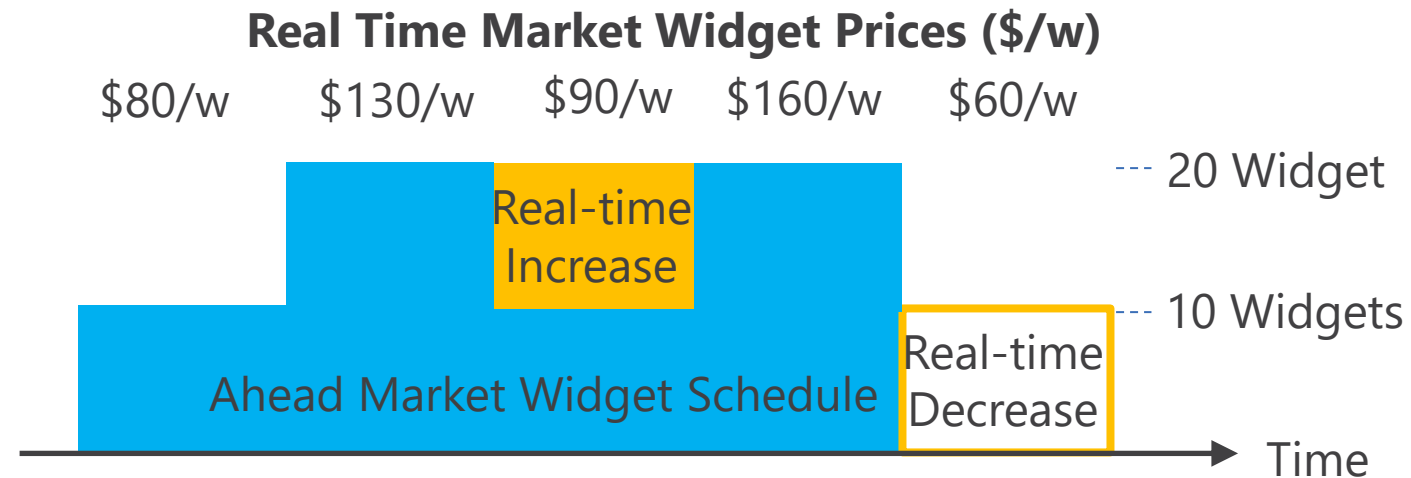 Real Time Market Widget Prices ($/w)
$80/w $130/w $90/w $160/w $60/w
20 Widget
Real-time
Increase
10 Widgets
Real-time
Decrease
Ahead Market Widget Schedule
Time